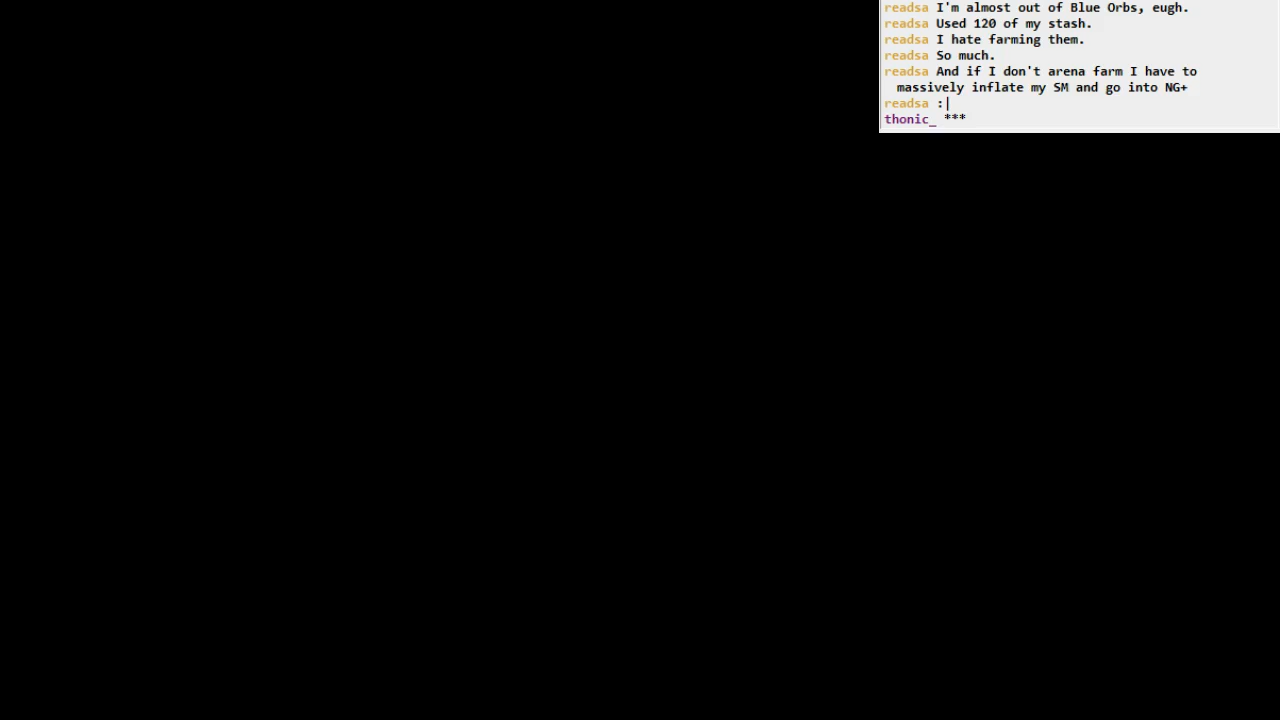 readsa I'm almost out of Blue Orbs, eugh.
readsa Used 120 of my stash.
readsa I hate farming them.
readsa So much.
readsa And if I don't arena farm I have to
massively inflate my SM and go into NG+
readsa :|
thonic_ ***